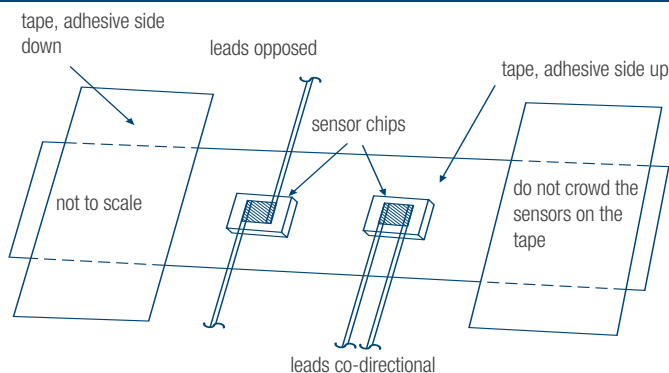 tape, adhesive side
down
leads opposed
tape, adhesive side up
sensor chips
not to scale
do not crowd the
sensors on the
tape
leads co-directional